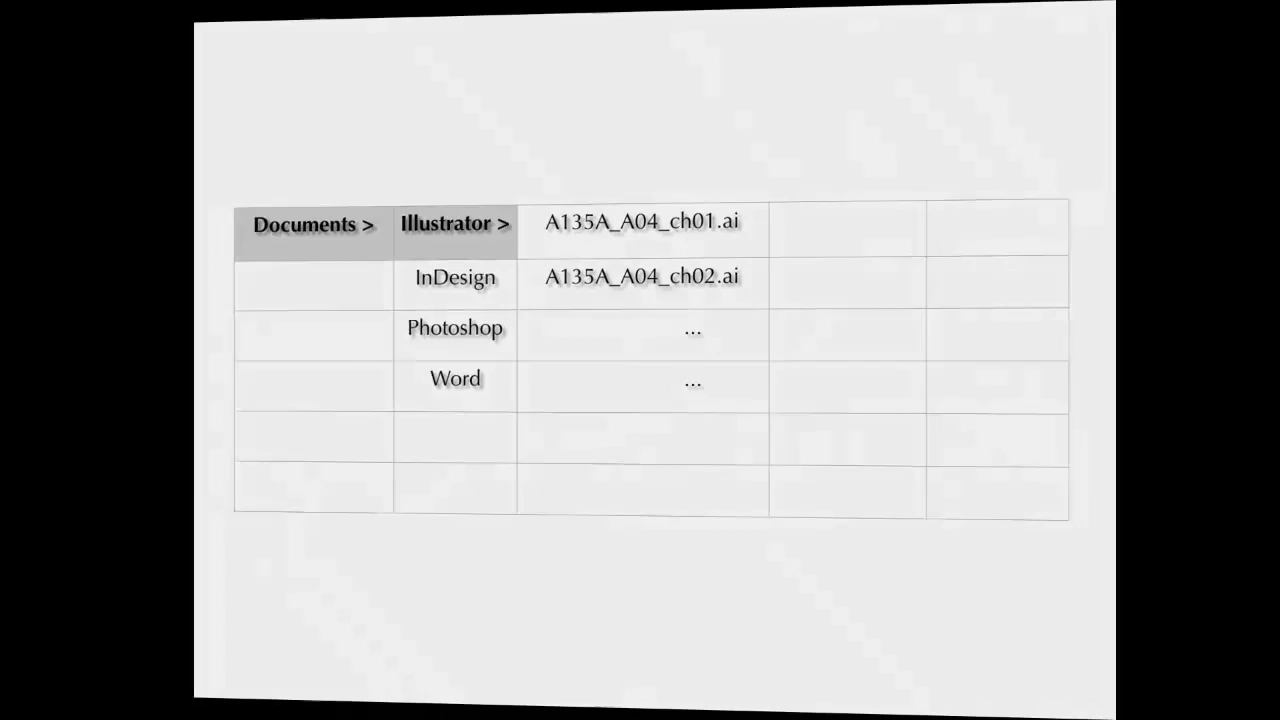 Documents > Illustrator > A135A_A04_ch01.ai
InDesign A135A_A04_ch02.ai
Photoshop ...
Word ...